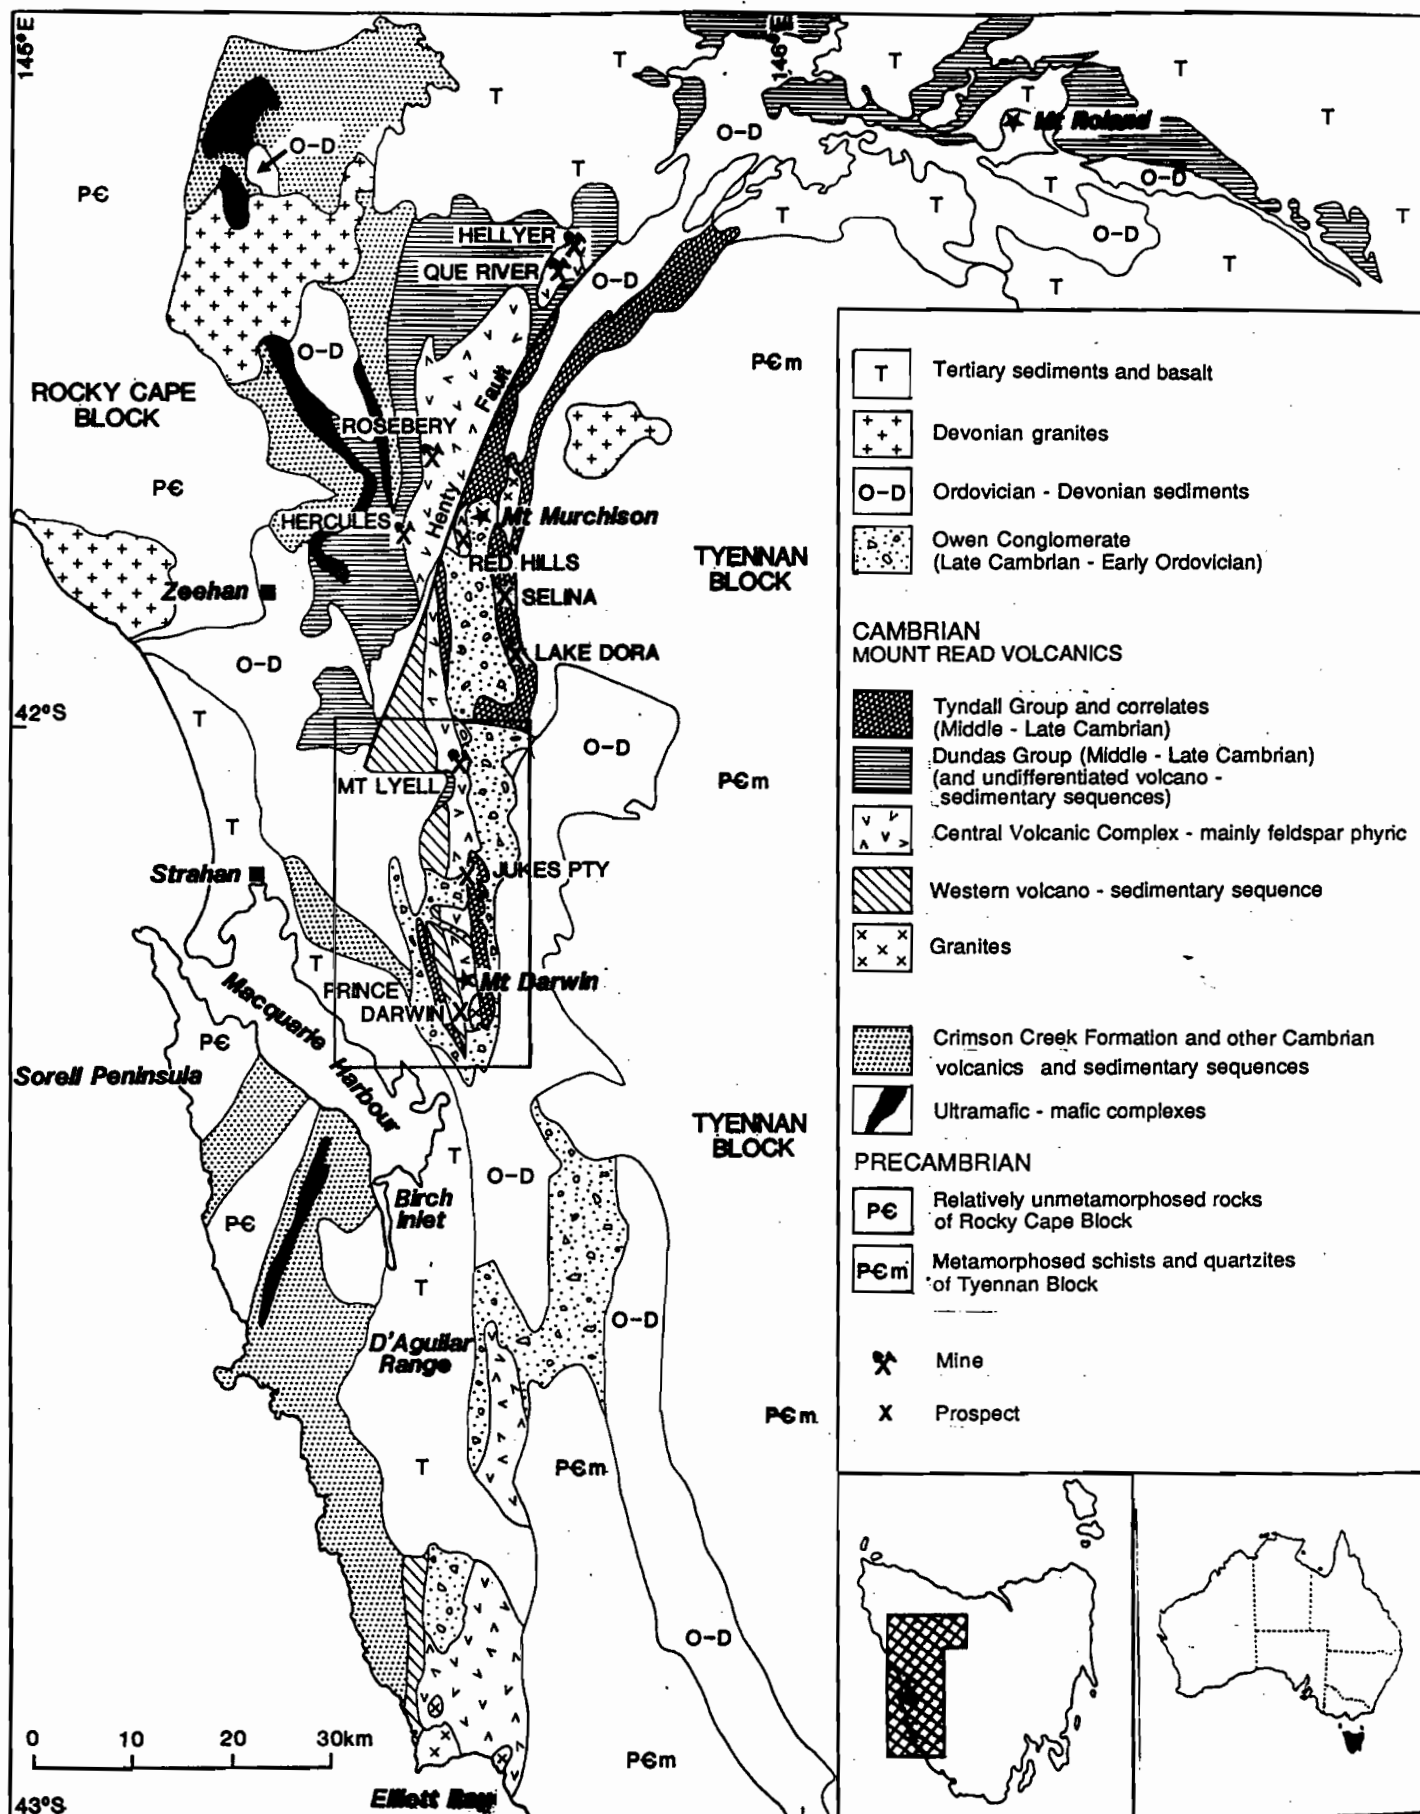 145°E
146°E
T
T
T
T
T
Mt Roland
O-D
O-D
PЄ
T
T
O-D
T
T
T
HELLYER
O-D
QUE RIVER
O-D
T
T
O-D
PЄm
ROCKY CAPE
BLOCK
Fault
ROSEBERY
PЄ
Henty
HERCULES
Mt Murchison
TYENNAN
BLOCK
RED HILLS
Zeehan
SELINA
O-D
LAKE DORA
42°S
T
O-D
PЄm
MT LYELL
T
Strahan
JUKES PTY
T
PRINCE
DARWIN
Mt Darwin
Macquarie
Harbour
PЄ
Sorell Peninsula
TYENNAN
BLOCK
T
O-D
Birch
Inlet
PЄ
T
O-D
D'Aguilar
Range
PЄm
T
PЄm
O-D
PЄm
0 10 20 30km
Elliott Bay
43°S
T Tertiary sediments and basalt
Devonian granites
O-D Ordovician - Devonian sediments
Owen Conglomerate
(Late Cambrian - Early Ordovician)
CAMBRIAN
MOUNT READ VOLCANICS
Tyndall Group and correlates
(Middle - Late Cambrian)
Dundas Group (Middle - Late Cambrian)
(and undifferentiated volcano -
sedimentary sequences)
Central Volcanic Complex - mainly feldspar phyric
Western volcano - sedimentary sequence
Granites
Crimson Creek Formation and other Cambrian
volcanics and sedimentary sequences
Ultramafic - mafic complexes
PRECAMBRIAN
PЄ Relatively unmetamorphosed rocks
of Rocky Cape Block
PЄm Metamorphosed schists and quartzites
of Tyennan Block
Mine
X Prospect